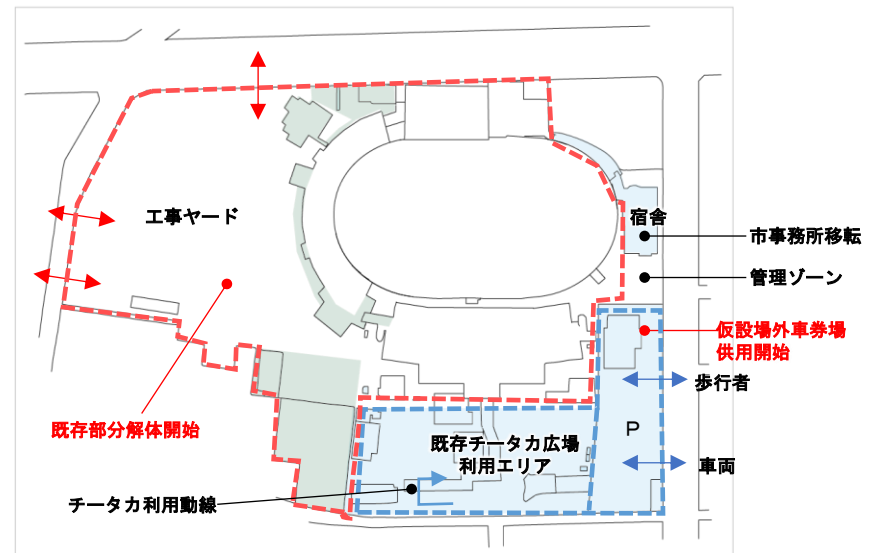 工事ヤード
宿舎
市事務所移転
管理ゾーン
仮設場外車券場
供用開始
歩行者
既存部分解体開始
P
既存チータカ広場
利用エリア
車両
チータカ利用動線